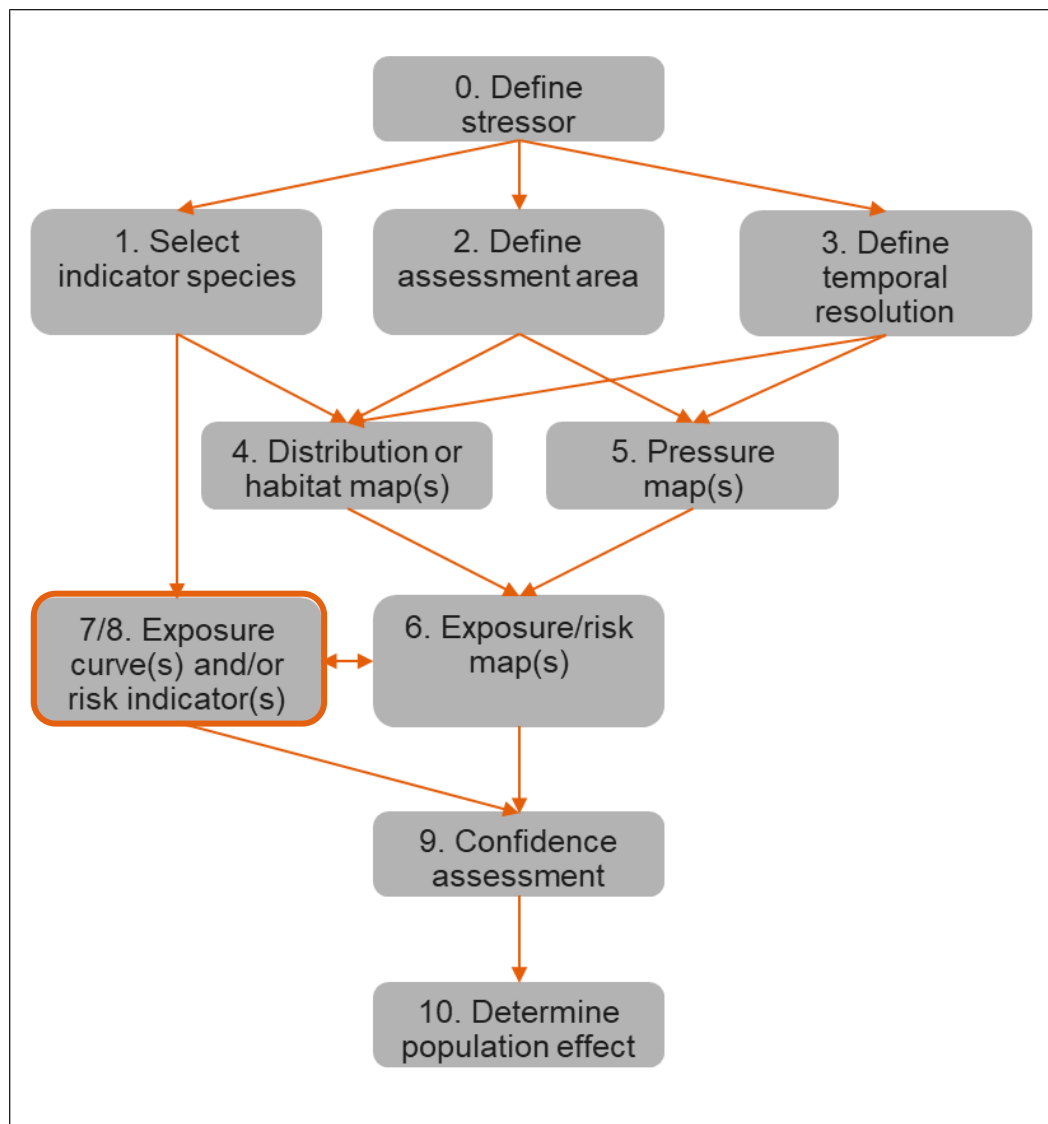 0. Define
stressor
1. Select
indicator species
2. Define
assessment area
3. Define
temporal
resolution
4. Distribution or
habitat map(s)
5. Pressure
map(s)
7/8. Exposure
curve(s) and/or
risk indicator(s)
6. Exposure/risk
map(s)
9. Confidence
assessment
10. Determine
population effect